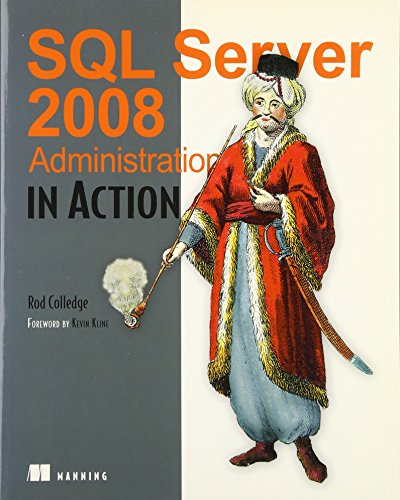 SQL Server
2008
Administration
IN ACTION
Rod Colledge
FOREWORD BY KEVIN KLINE
MANNING